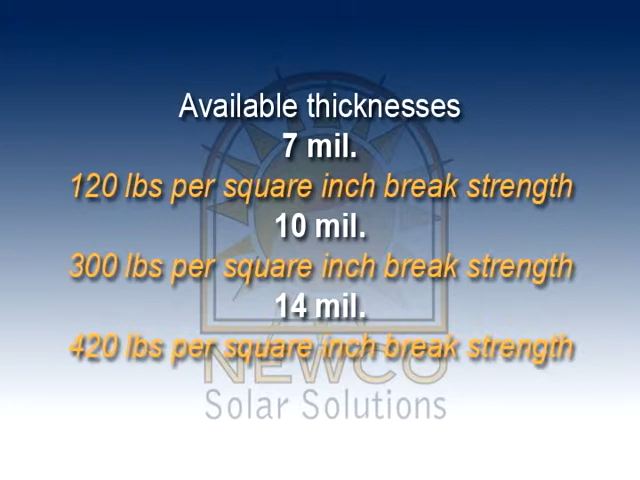 Available thicknesses
7 mil.
120 lbs per square inch break strength
10 mil.
300 lbs per square inch break strength
14 mil.
420 lbs per square inch break strength
NEWCO
Solar Solutions